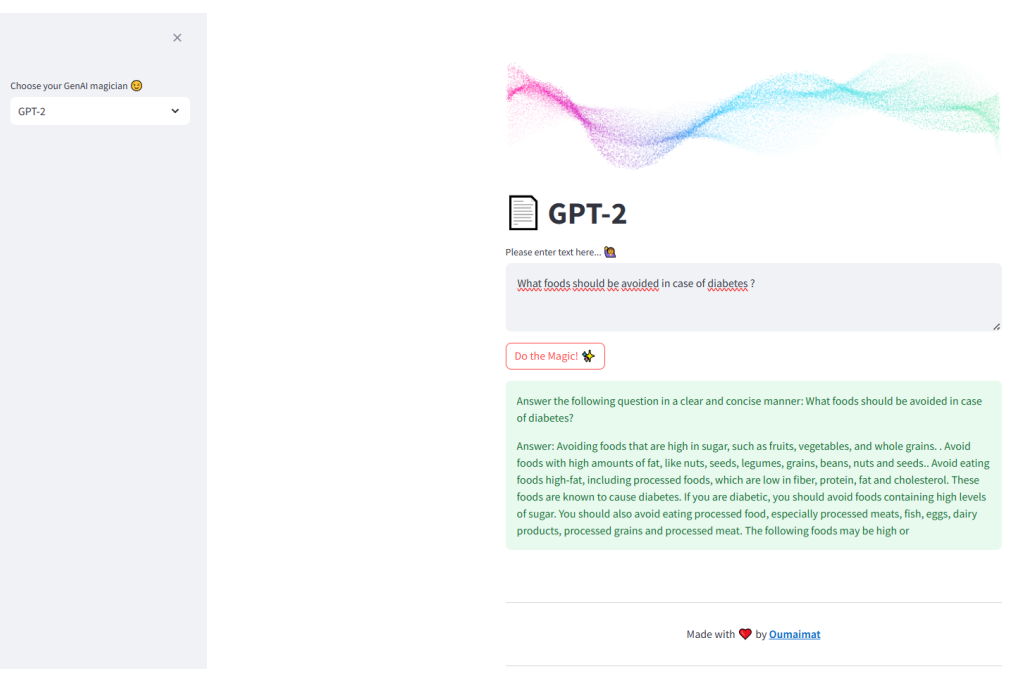 ×
Choose your GenAI magician 😉
GPT-2
📄 GPT-2
Please enter text here... 🙋
What foods should be avoided in case of diabetes ?
Do the Magic! ✨
Answer the following question in a clear and concise manner: What foods should be avoided in case
of diabetes?
Answer: Avoiding foods that are high in sugar, such as fruits, vegetables, and whole grains. . Avoid
foods with high amounts of fat, like nuts, seeds, legumes, grains, beans, nuts and seeds.. Avoid eating
foods high-fat, including processed foods, which are low in fiber, protein, fat and cholesterol. These
foods are known to cause diabetes. If you are diabetic, you should avoid foods containing high levels
of sugar. You should also avoid eating processed food, especially processed meats, fish, eggs, dairy
products, processed grains and processed meat. The following foods may be high or
Made with ❤️ by Oumaimat